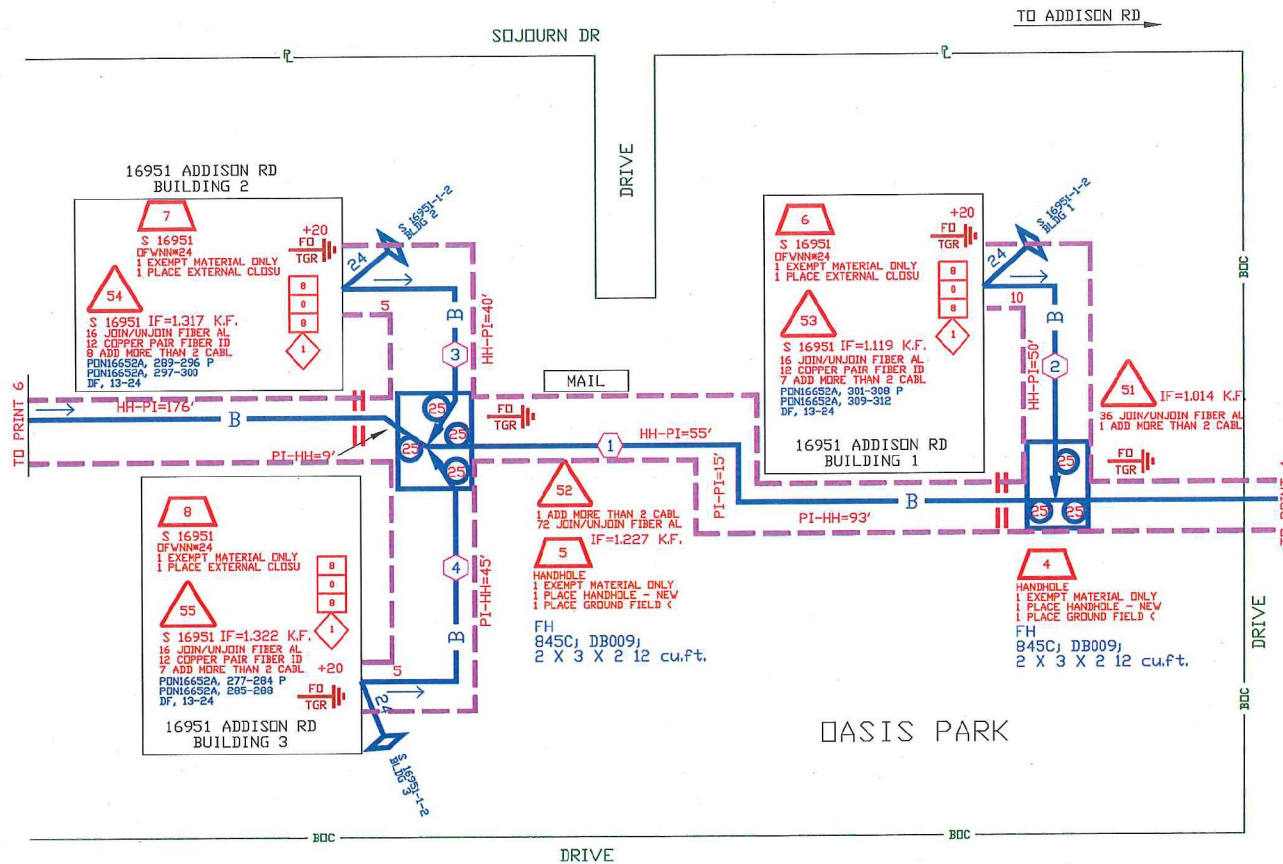 TO ADDISON RD
SOJOURN DR
PL
PL
DRIVE
16951 ADDISON RD
BUILDING 2
7
S 16951
OFWNN*24
1 EXEMPT MATERIAL ONLY
1 PLACE EXTERNAL CLOSU
+20
FO
TGR
54
S 16951 IF=1.317 K.F.
16 JOIN/UNJOIN FIBER AL
12 COPPER PAIR FIBER ID
8 ADD MORE THAN 2 CABL
PON16652A, 289-296 P
PON16652A, 297-300
DF, 13-24
8
0
8
1
S 16951-1-2
BLDG 2
24
5
B
3
HH-PI=40'
TO PRINT 6
HH-PI=176'
B
PI-HH=9'
25
25
25
25
FO
TGR
MAIL
1
HH-PI=55'
PI-PI=15'
PI-HH=93'
B
6
S 16951
OFWNN*24
1 EXEMPT MATERIAL ONLY
1 PLACE EXTERNAL CLOSU
+20
FO
TGR
53
S 16951 IF=1.119 K.F.
16 JOIN/UNJOIN FIBER AL
12 COPPER PAIR FIBER ID
7 ADD MORE THAN 2 CABL
PON16652A, 301-308 P
PON16652A, 309-312
DF, 13-24
8
0
8
1
16951 ADDISON RD
BUILDING 1
S 16951-1-2
BLDG 1
24
10
B
2
HH-PI=50'
51
IF=1.014 K.F.
36 JOIN/UNJOIN FIBER AL
1 ADD MORE THAN 2 CABL
25
25
25
FO
TGR
BOC
8
S 16951
OFWNN*24
1 EXEMPT MATERIAL ONLY
1 PLACE EXTERNAL CLOSU
55
S 16951 IF=1.322 K.F.
16 JOIN/UNJOIN FIBER AL
12 COPPER PAIR FIBER ID
7 ADD MORE THAN 2 CABL
PON16652A, 277-284 P
PON16652A, 285-288
DF, 13-24
8
0
8
1
+20
FO
TGR
16951 ADDISON RD
BUILDING 3
5
24
S 16951-1-2
BLDG 3
4
B
PI-HH=45'
52
1 ADD MORE THAN 2 CABL
72 JOIN/UNJOIN FIBER AL
IF=1.227 K.F.
5
HANDHOLE
1 EXEMPT MATERIAL ONLY
1 PLACE HANDHOLE - NEW
1 PLACE GROUND FIELD <
FH
845C; DB009;
2 X 3 X 2 12 cu.ft.
4
HANDHOLE
1 EXEMPT MATERIAL ONLY
1 PLACE HANDHOLE - NEW
1 PLACE GROUND FIELD <
FH
845C; DB009;
2 X 3 X 2 12 cu.ft.
DRIVE
BOC
OASIS PARK
BOC
BOC
DRIVE